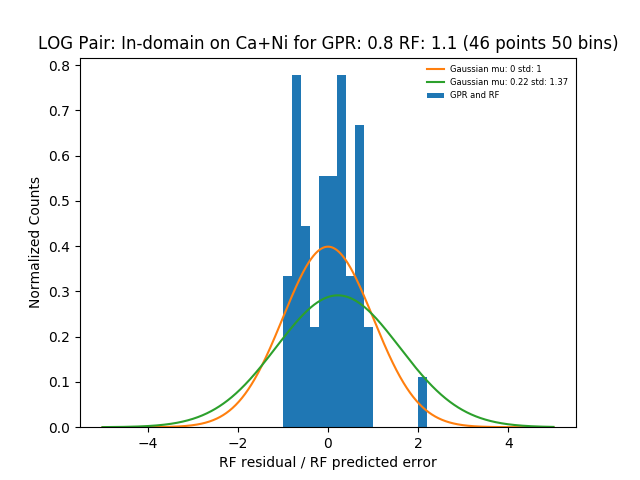 LOG Pair: In-domain on Ca+Ni for GPR: 0.8 RF: 1.1 (46 points 50 bins)
Gaussian mu: 0 std: 1
Gaussian mu: 0.22 std: 1.37
GPR and RF
Normalized Counts
0.8
0.7
0.6
0.5
0.4
0.3
0.2
0.1
0.0
−4 −2 0 2 4
RF residual / RF predicted error